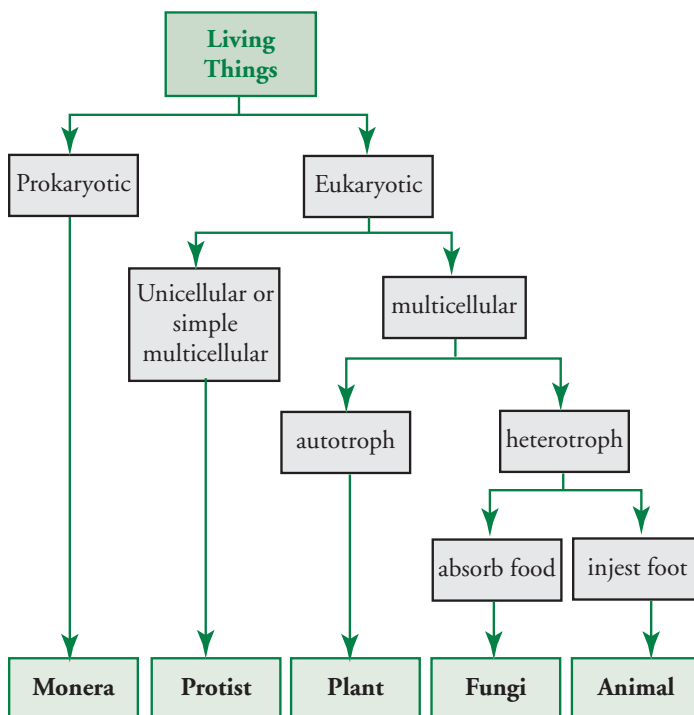 Living
Things
Prokaryotic
Eukaryotic
Unicellular or
simple
multicellular
multicellular
autotroph
heterotroph
absorb food
injest foot
Monera
Protist
Plant
Fungi
Animal